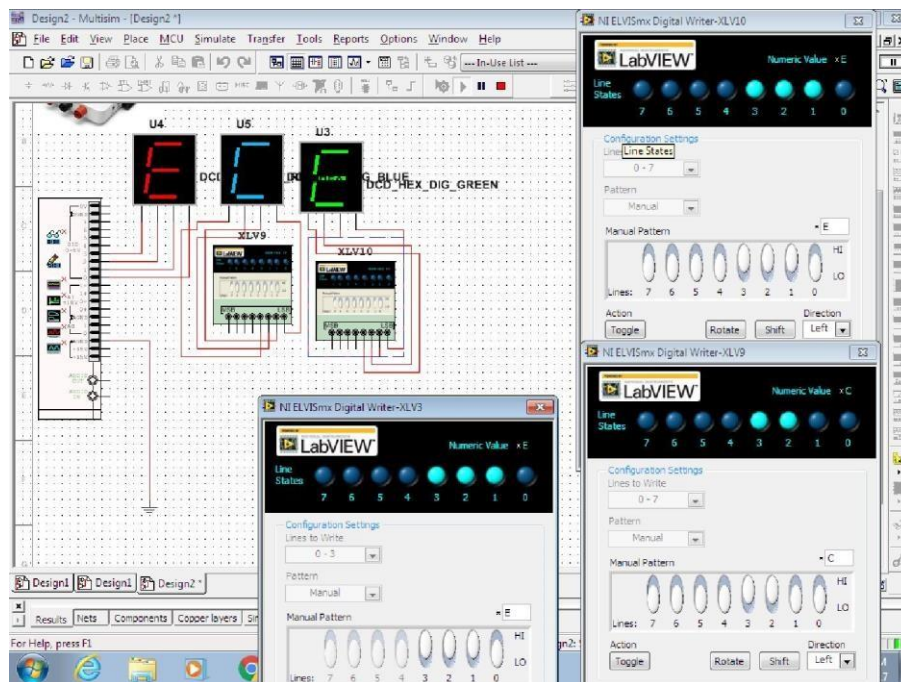 Design2 - Multisim - [Design2 *]
File Edit View Place MCU Simulate Transfer Tools Reports Options Window Help
--- In-Use List ---
U4
U5
U3
DCD_HEX_DIG_GREEN
XLV9
XLV10
NI ELVISmx Digital Writer-XLV10
LabVIEW
Numeric Value x E
Line
States
7 6 5 4 3 2 1 0
Configuration Settings
Line States
0 - 7
Pattern
Manual
Manual Pattern
E
HI
LO
Lines: 7 6 5 4 3 2 1 0
Action
Direction
Toggle
Rotate
Shift
Left
NI ELVISmx Digital Writer-XLV9
LabVIEW
Numeric Value x C
Line
States
7 6 5 4 3 2 1 0
Configuration Settings
Lines to Write
0 - 7
Pattern
Manual
Manual Pattern
C
HI
LO
Lines: 7 6 5 4 3 2 1 0
Action
Direction
Toggle
Rotate
Shift
Left
NI ELVISmx Digital Writer-XLV3
LabVIEW
Numeric Value x E
Line
States
7 6 5 4 3 2 1 0
Configuration Settings
Lines to Write
0 - 3
Pattern
Manual
Manual Pattern
E
HI
LO
Lines: 7 6 5 4 3 2 1 0
Design1 Design1 Design2 *
Results Nets Components Copper layers
For Help, press F1